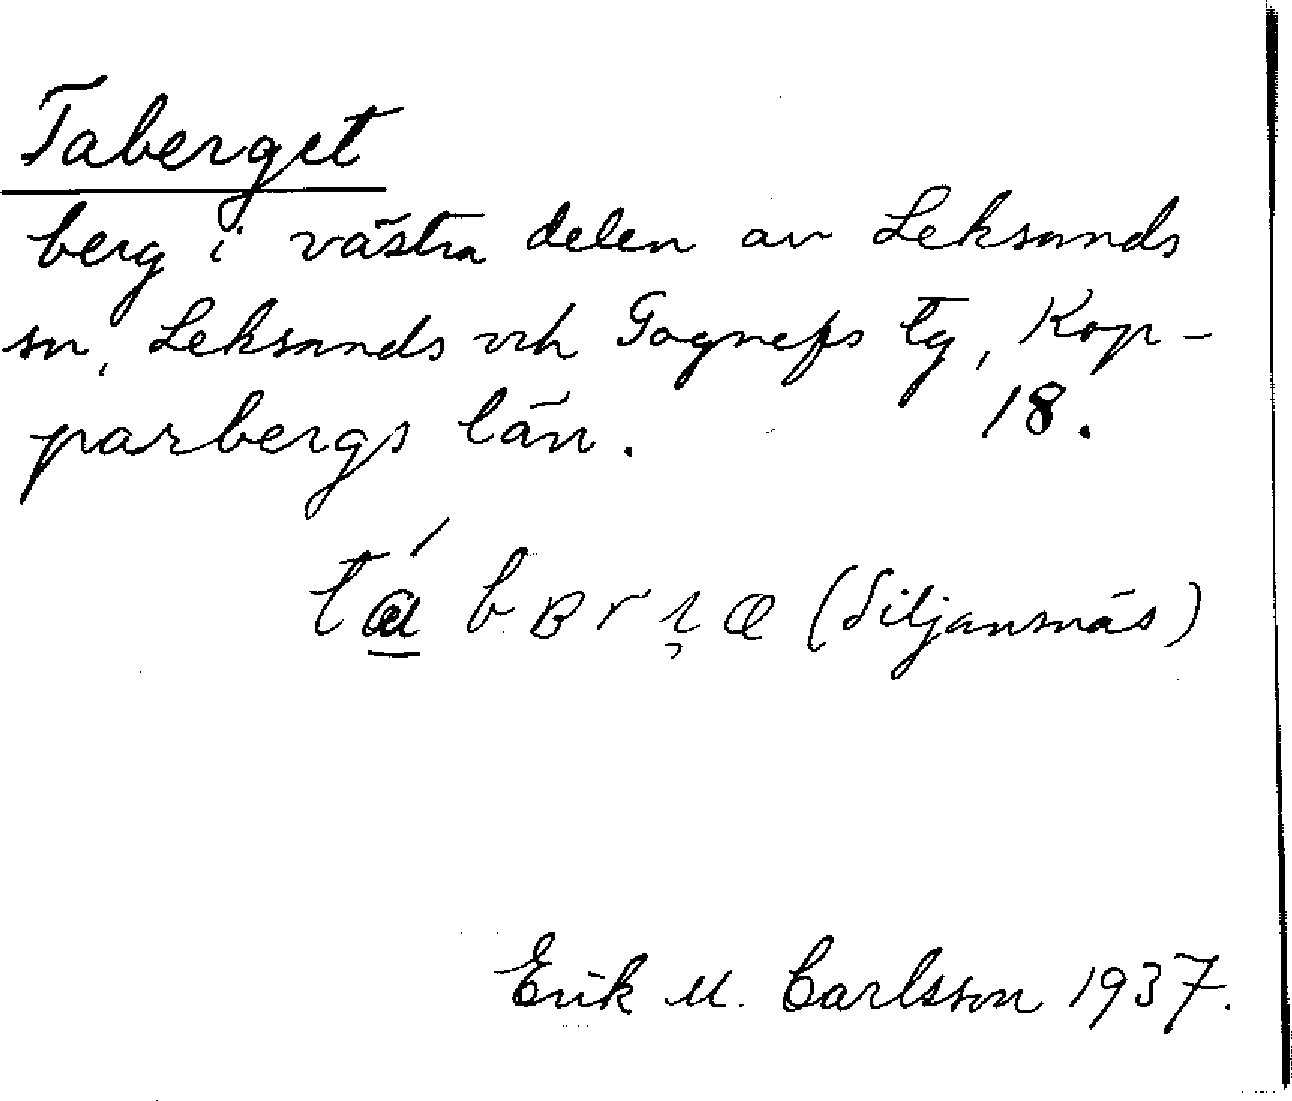 Taberget
berg i västra delen av Leksands
sn, Leksands och Gagnefs tg, Kop-
parbergs län. 18.
(Siljansnäs)
Erik M. Carlsson 1937.